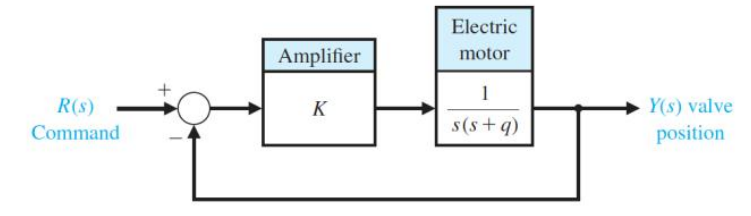 Electric
motor
Amplifier
R(s)
Command
+
−
K
1
s(s + q)
Y(s) valve
position